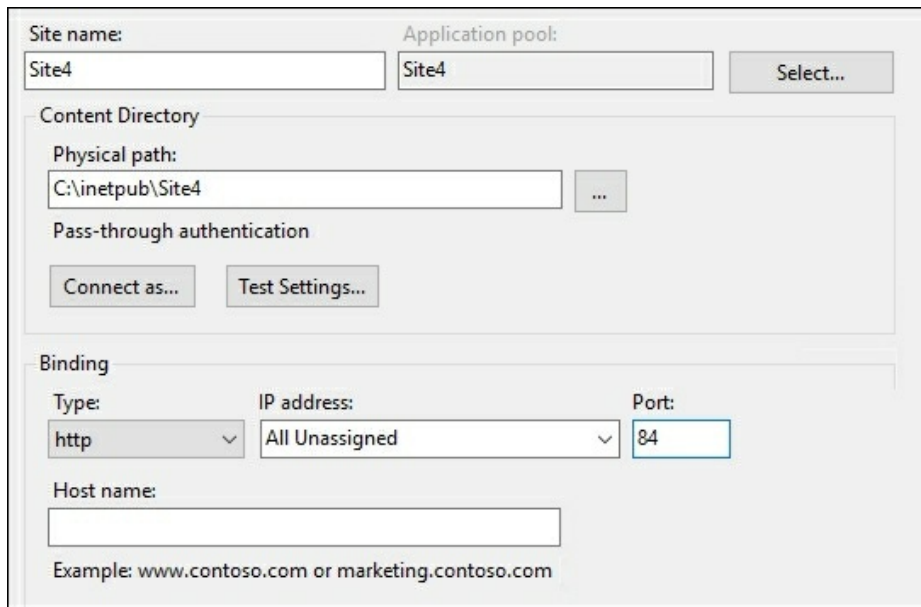 Site name: Application pool:
Site4 Site4 Select...
Content Directory
Physical path:
C:\inetpub\Site4 ...
Pass-through authentication
Connect as... Test Settings...
Binding
Type: IP address: Port:
http All Unassigned 84
Host name:
Example: www.contoso.com or marketing.contoso.com